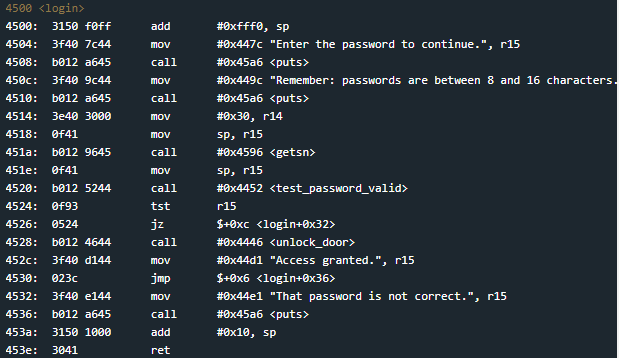 4500 <login>
4500: 3150 f0ff add #0xfff0, sp
4504: 3f40 7c44 mov #0x447c "Enter the password to continue.", r15
4508: b012 a645 call #0x45a6 <puts>
450c: 3f40 9c44 mov #0x449c "Remember: passwords are between 8 and 16 characters.
4510: b012 a645 call #0x45a6 <puts>
4514: 3e40 3000 mov #0x30, r14
4518: 0f41 mov sp, r15
451a: b012 9645 call #0x4596 <getsn>
451e: 0f41 mov sp, r15
4520: b012 5244 call #0x4452 <test_password_valid>
4524: 0f93 tst r15
4526: 0524 jz $+0xc <login+0x32>
4528: b012 4644 call #0x4446 <unlock_door>
452c: 3f40 d144 mov #0x44d1 "Access granted.", r15
4530: 023c jmp $+0x6 <login+0x36>
4532: 3f40 e144 mov #0x44e1 "That password is not correct.", r15
4536: b012 a645 call #0x45a6 <puts>
453a: 3150 1000 add #0x10, sp
453e: 3041 ret